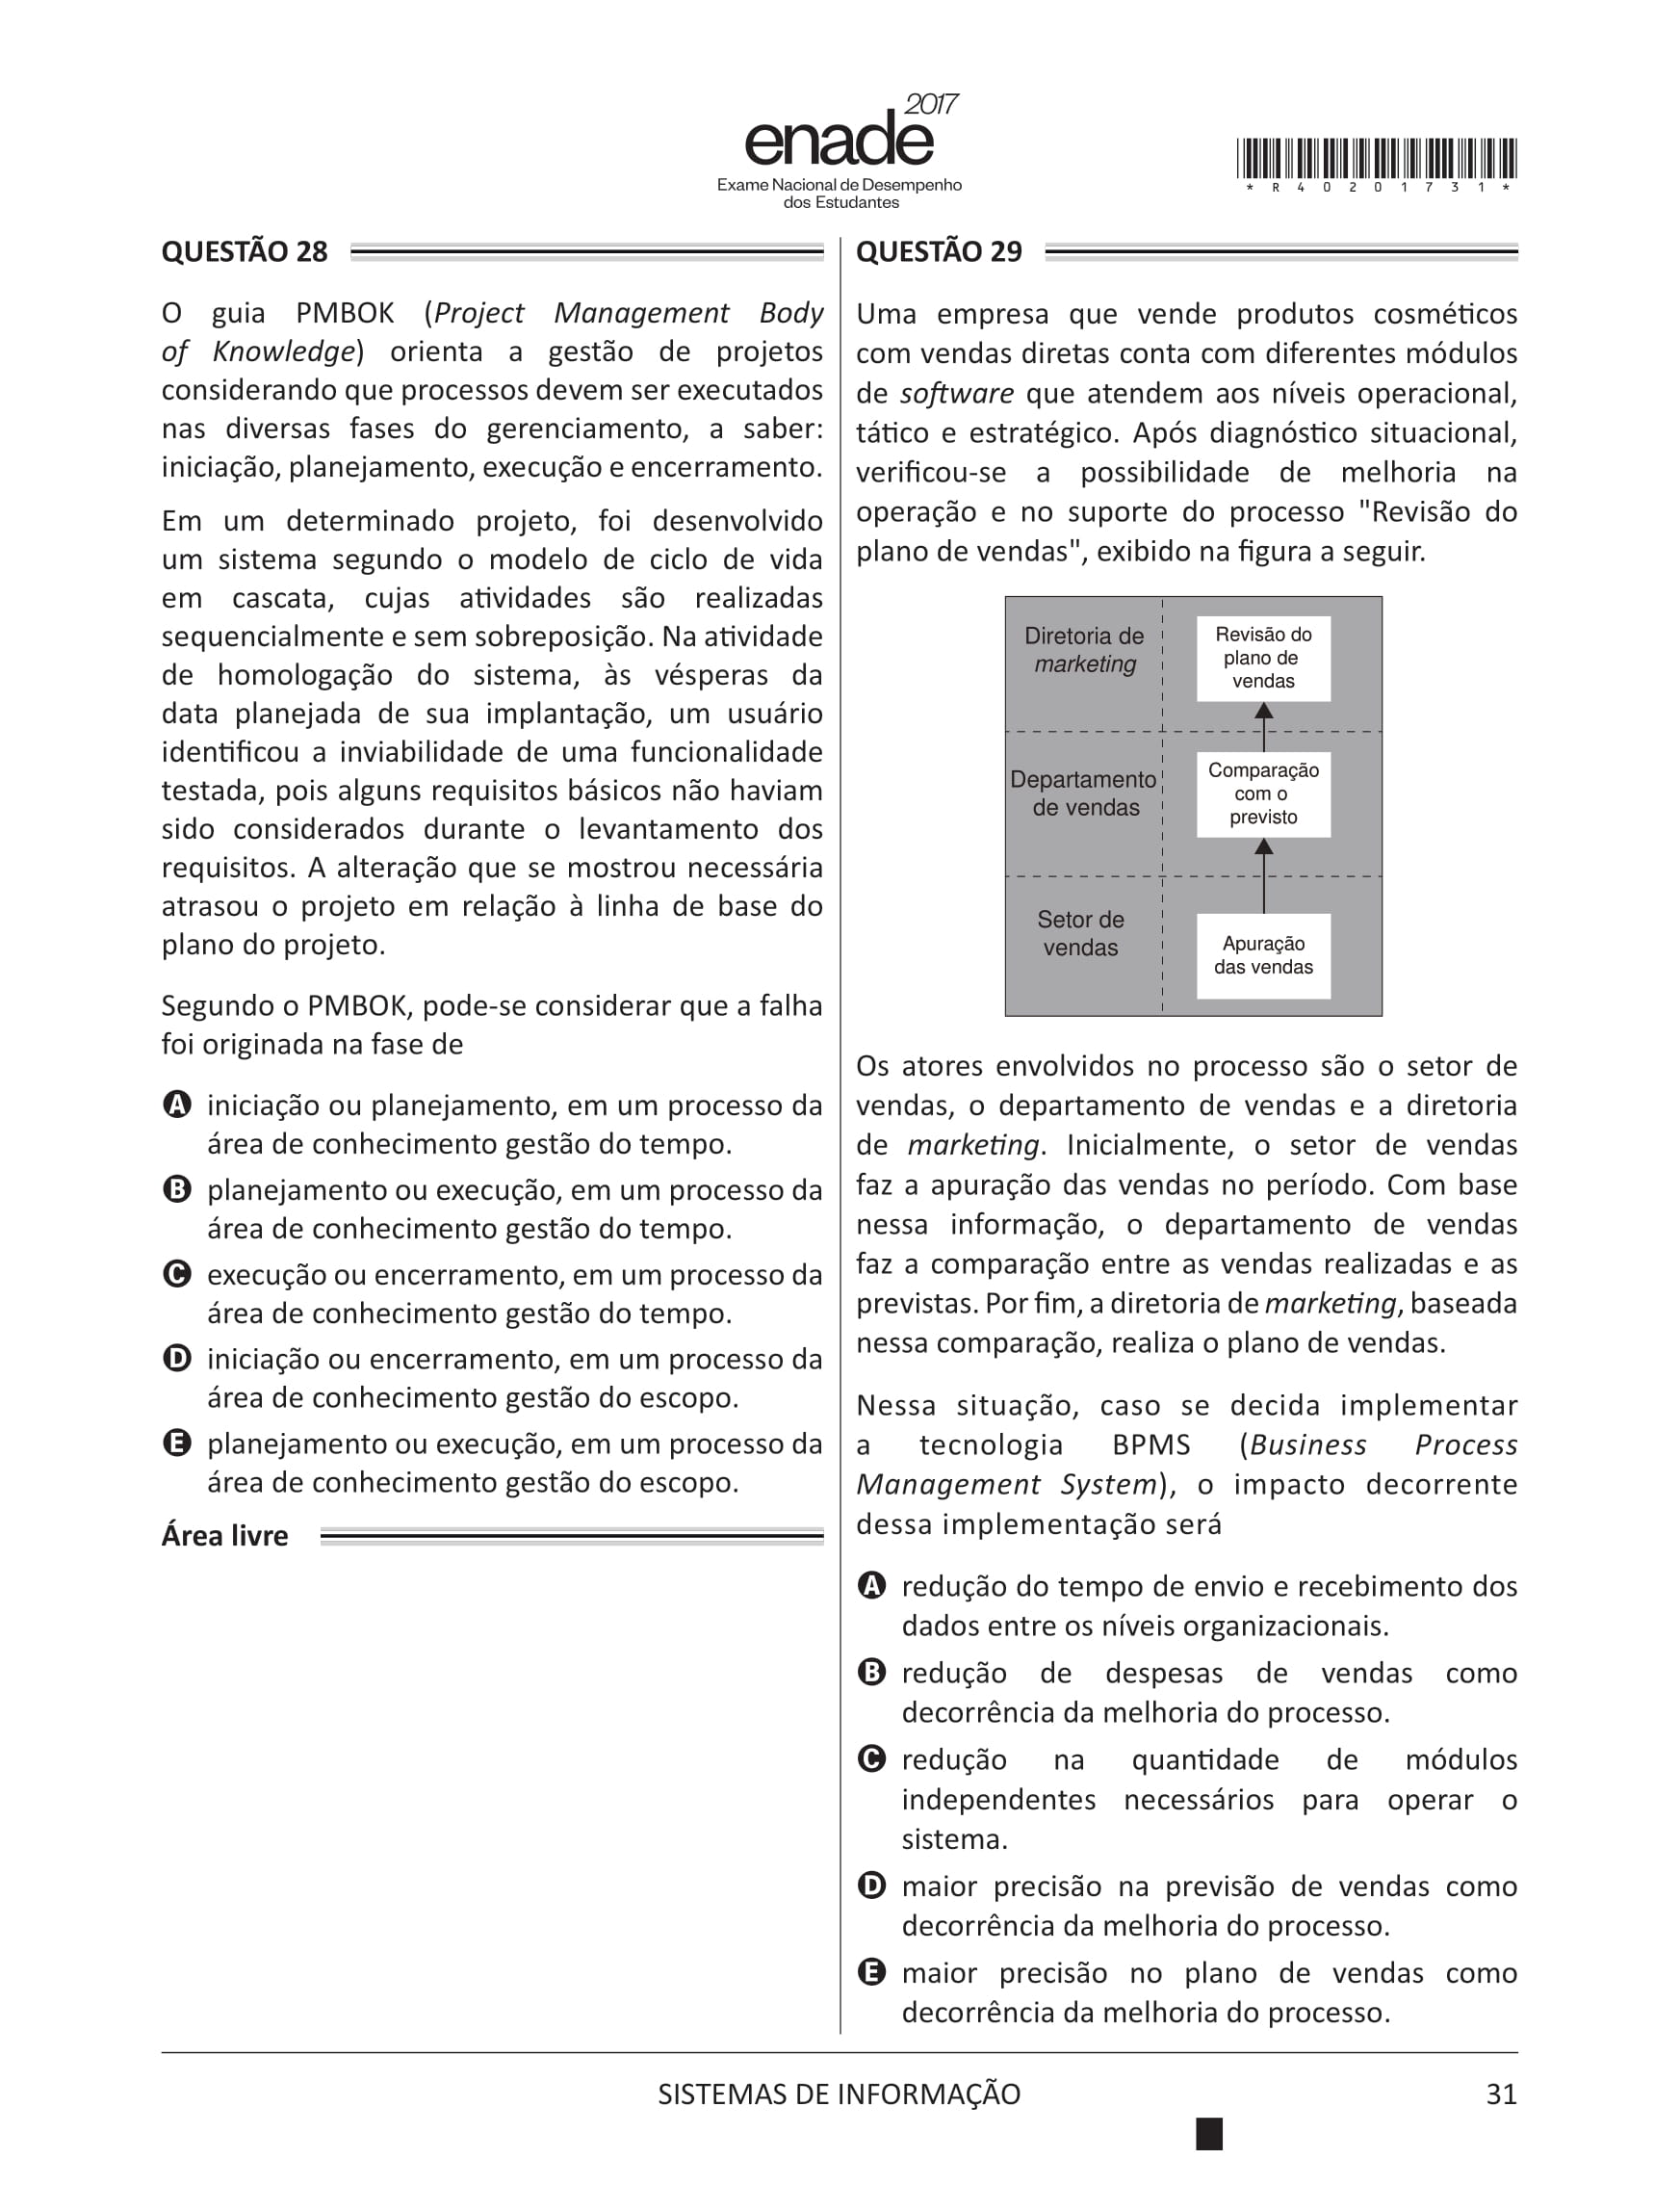 2017
enade
Exame Nacional de Desempenho
dos Estudantes
* R 4 0 2 0 1 7 3 1 *
QUESTÃO 28
O guia PMBOK (Project Management Body
of Knowledge) orienta a gestão de projetos
considerando que processos devem ser executados
nas diversas fases do gerenciamento, a saber:
iniciação, planejamento, execução e encerramento.
Em um determinado projeto, foi desenvolvido
um sistema segundo o modelo de ciclo de vida
em cascata, cujas atividades são realizadas
sequencialmente e sem sobreposição. Na atividade
de homologação do sistema, às vésperas da
data planejada de sua implantação, um usuário
identificou a inviabilidade de uma funcionalidade
testada, pois alguns requisitos básicos não haviam
sido considerados durante o levantamento dos
requisitos. A alteração que se mostrou necessária
atrasou o projeto em relação à linha de base do
plano do projeto.
Segundo o PMBOK, pode-se considerar que a falha
foi originada na fase de
A iniciação ou planejamento, em um processo da
área de conhecimento gestão do tempo.
B planejamento ou execução, em um processo da
área de conhecimento gestão do tempo.
C execução ou encerramento, em um processo da
área de conhecimento gestão do tempo.
D iniciação ou encerramento, em um processo da
área de conhecimento gestão do escopo.
E planejamento ou execução, em um processo da
área de conhecimento gestão do escopo.
Área livre
QUESTÃO 29
Uma empresa que vende produtos cosméticos
com vendas diretas conta com diferentes módulos
de software que atendem aos níveis operacional,
tático e estratégico. Após diagnóstico situacional,
verificou-se a possibilidade de melhoria na
operação e no suporte do processo "Revisão do
plano de vendas", exibido na figura a seguir.
Diretoria de
marketing
Revisão do
plano de
vendas
Departamento
de vendas
Comparação
com o
previsto
Setor de
vendas
Apuração
das vendas
Os atores envolvidos no processo são o setor de
vendas, o departamento de vendas e a diretoria
de marketing. Inicialmente, o setor de vendas
faz a apuração das vendas no período. Com base
nessa informação, o departamento de vendas
faz a comparação entre as vendas realizadas e as
previstas. Por fim, a diretoria de marketing, baseada
nessa comparação, realiza o plano de vendas.
Nessa situação, caso se decida implementar
a tecnologia BPMS (Business Process
Management System), o impacto decorrente
dessa implementação será
A redução do tempo de envio e recebimento dos
dados entre os níveis organizacionais.
B redução de despesas de vendas como
decorrência da melhoria do processo.
C redução na quantidade de módulos
independentes necessários para operar o
sistema.
D maior precisão na previsão de vendas como
decorrência da melhoria do processo.
E maior precisão no plano de vendas como
decorrência da melhoria do processo.
SISTEMAS DE INFORMAÇÃO
31